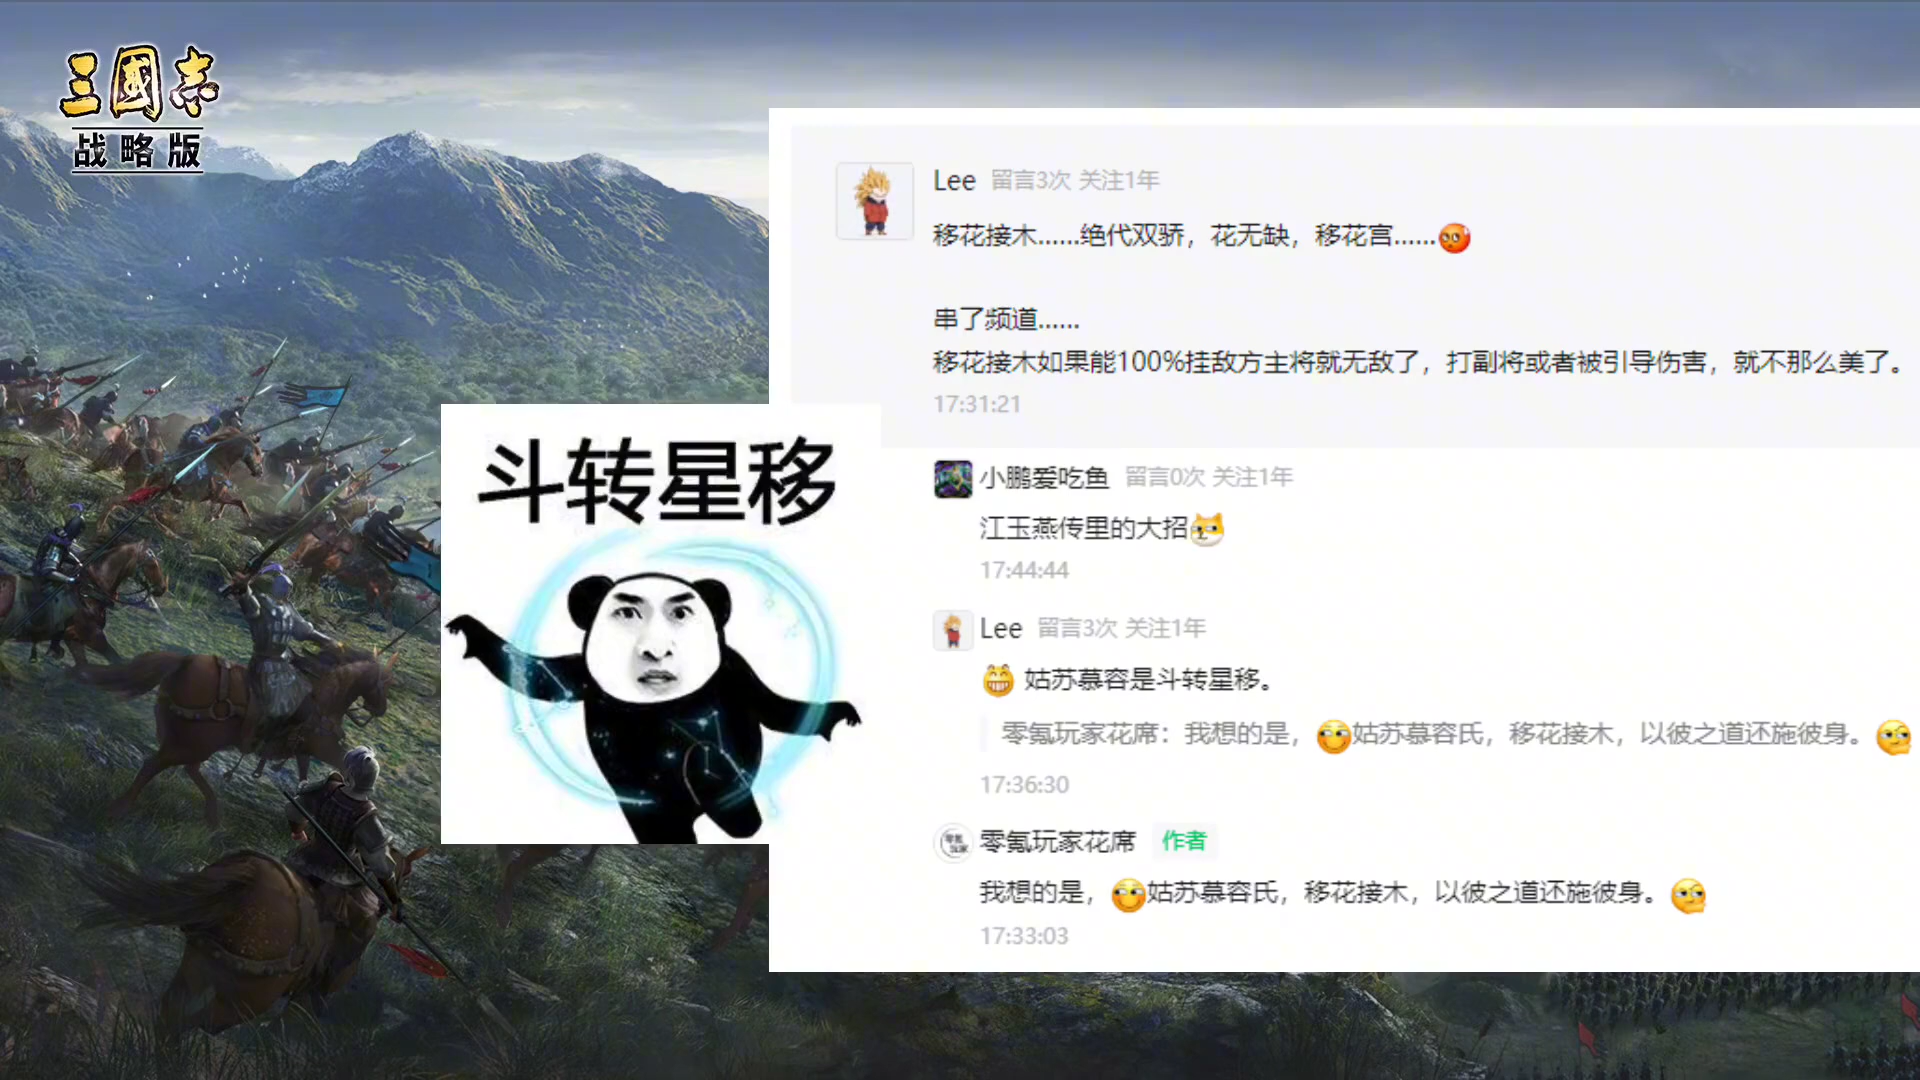 三國志
战略版
Lee 留言3次 关注1年
移花接木......绝代双骄，花无缺，移花宫......
串了频道......
移花接木如果能100%挂敌方主将就无敌了，打副将或者被引导伤害，就不那么美了。
17:31:21
斗转星移
小鹏爱吃鱼 留言0次 关注1年
江玉燕传里的大招
17:44:44
Lee 留言3次 关注1年
姑苏慕容是斗转星移。
零氪玩家花席：我想的是，姑苏慕容氏，移花接木，以彼之道还施彼身。
17:36:30
零氪玩家花席 作者
我想的是，姑苏慕容氏，移花接木，以彼之道还施彼身。
17:33:03